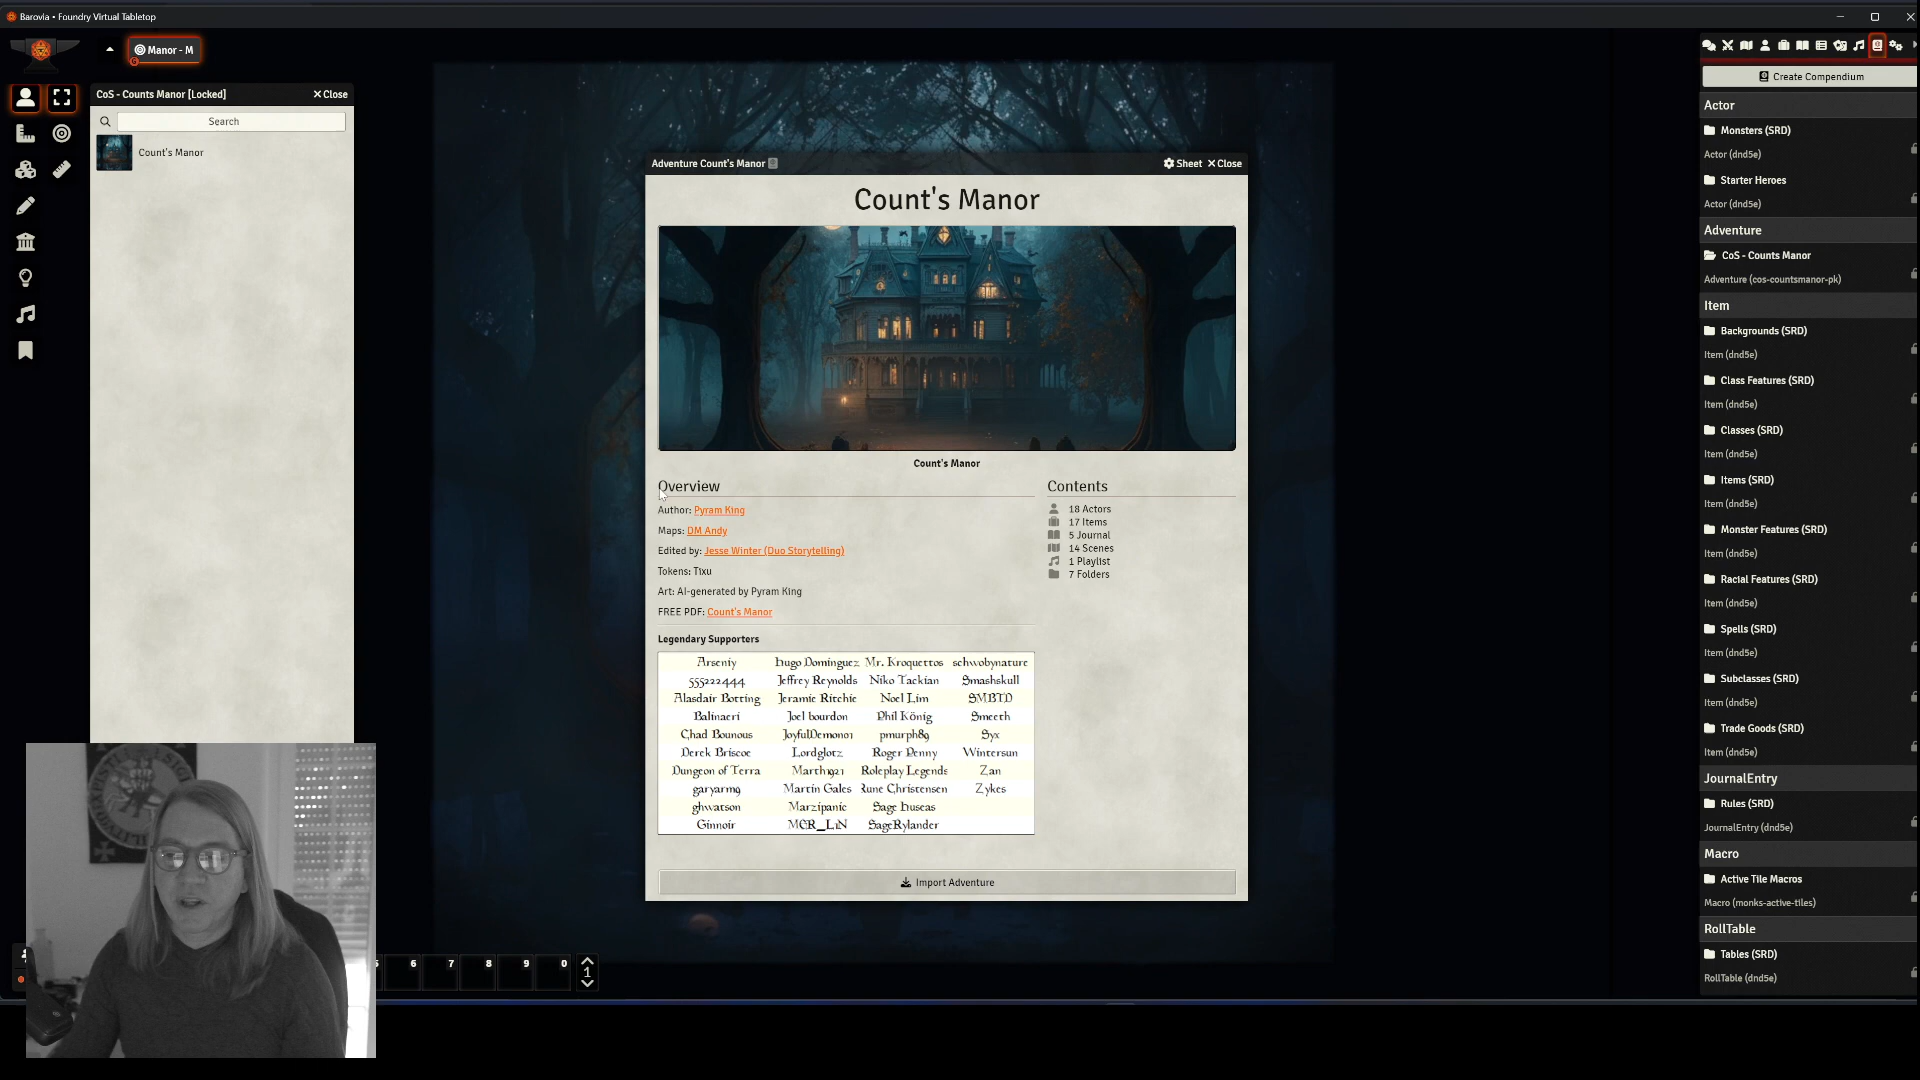 Barovia • Foundry Virtual Tabletop
Manor - M
G
CoS - Counts Manor [Locked]
Close
Search
Count's Manor
Adventure Count's Manor
Sheet
Close
Count's Manor
Count's Manor
Overview
Author: Pyram King
Maps: DM Andy
Edited by: Jesse Winter (Duo Storytelling)
Tokens: Tixu
Art: AI-generated by Pyram King
FREE PDF: Count's Manor
Contents
18 Actors
17 Items
5 Journal
14 Scenes
1 Playlist
7 Folders
Legendary Supporters
Arseniy Hugo Dominguez Mr. Kroquettos schwobynature
555222444 Jeffrey Reynolds Niko Tackian Smashskull
Alasdair Botting Jeramie Ritchie Noel Lim SMBTD
Balinaeri Joel bourdon Phil König Smeeth
Chad Bounous JoyfulDemon01 pmurph89 Syx
Derek Briscoe Lordglotz Roger Penny Wintersun
Dungeon of Terra Marth1921 Roleplay Legends Zan
garyarm9 Martin Gales Rune Christensen Zykes
ghwatson Marzipanic Sage Huseas
Ginnoir MER_LiN SageRylander
Import Adventure
6 7 8 9 0
1
Create Compendium
Actor
Monsters (SRD)
Actor (dnd5e)
Starter Heroes
Actor (dnd5e)
Adventure
CoS - Counts Manor
Adventure (cos-countsmanor-pk)
Item
Backgrounds (SRD)
Item (dnd5e)
Class Features (SRD)
Item (dnd5e)
Classes (SRD)
Item (dnd5e)
Items (SRD)
Item (dnd5e)
Monster Features (SRD)
Item (dnd5e)
Racial Features (SRD)
Item (dnd5e)
Spells (SRD)
Item (dnd5e)
Subclasses (SRD)
Item (dnd5e)
Trade Goods (SRD)
Item (dnd5e)
JournalEntry
Rules (SRD)
JournalEntry (dnd5e)
Macro
Active Tile Macros
Macro (monks-active-tiles)
RollTable
Tables (SRD)
RollTable (dnd5e)